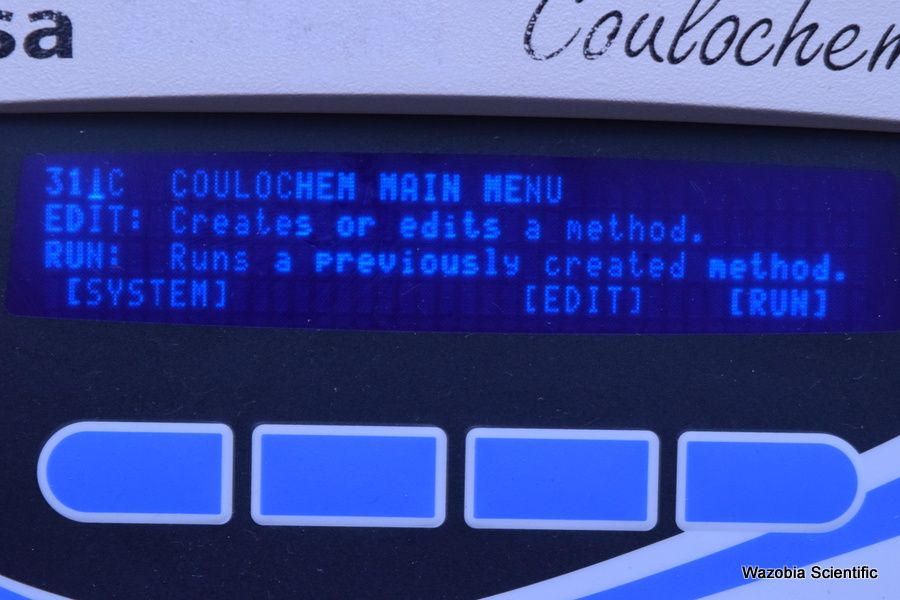 sa
Coulochem
31↓C COULOCHEM MAIN MENU
EDIT: Creates or edits a method.
RUN: Runs a previously created method.
[SYSTEM] [EDIT] [RUN]
Wazobia Scientific